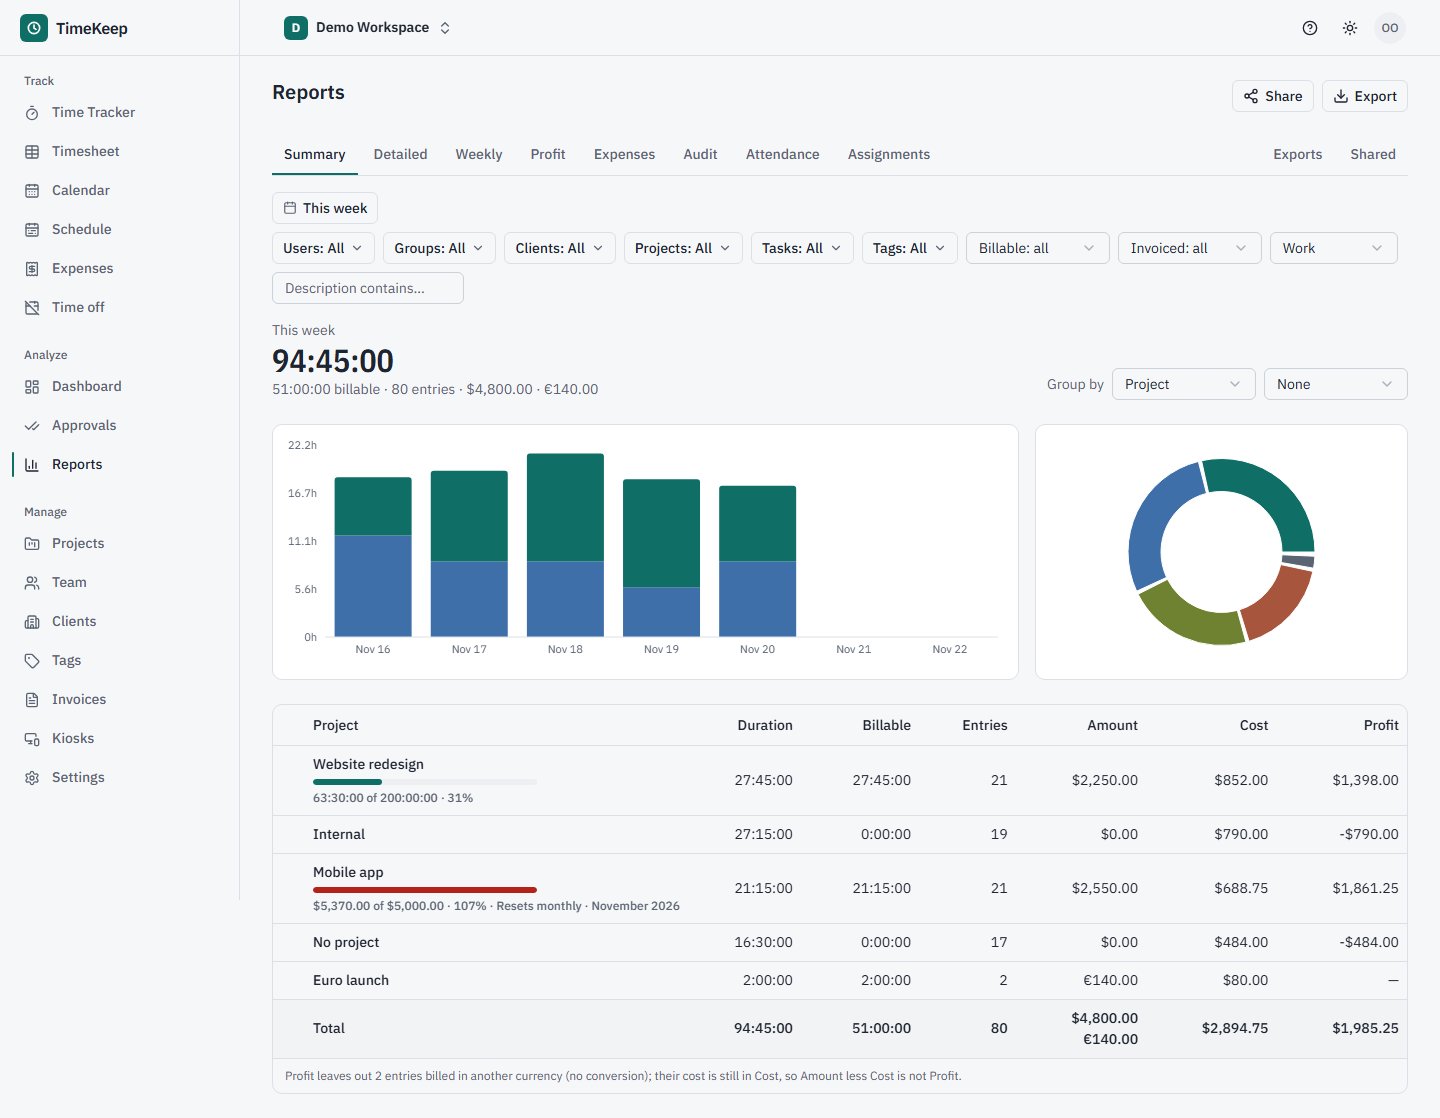 TimeKeep
D Demo Workspace
OO
Track
Time Tracker
Timesheet
Calendar
Schedule
Expenses
Time off
Analyze
Dashboard
Approvals
Reports
Manage
Projects
Team
Clients
Tags
Invoices
Kiosks
Settings
Reports
Share Export
Summary Detailed Weekly Profit Expenses Audit Attendance Assignments Exports Shared
This week
Users: All Groups: All Clients: All Projects: All Tasks: All Tags: All Billable: all Invoiced: all Work
Description contains...
This week
94:45:00
51:00:00 billable · 80 entries · $4,800.00 · €140.00
Group by Project None
22.2h
16.7h
11.1h
5.6h
0h
Nov 16 Nov 17 Nov 18 Nov 19 Nov 20 Nov 21 Nov 22
Project Duration Billable Entries Amount Cost Profit
Website redesign
63:30:00 of 200:00:00 · 31%
27:45:00 27:45:00 21 $2,250.00 $852.00 $1,398.00
Internal 27:15:00 0:00:00 19 $0.00 $790.00 -$790.00
Mobile app
$5,370.00 of $5,000.00 · 107% · Resets monthly · November 2026
21:15:00 21:15:00 21 $2,550.00 $688.75 $1,861.25
No project 16:30:00 0:00:00 17 $0.00 $484.00 -$484.00
Euro launch 2:00:00 2:00:00 2 €140.00 $80.00 —
Total 94:45:00 51:00:00 80 $4,800.00 €140.00 $2,894.75 $1,985.25
Profit leaves out 2 entries billed in another currency (no conversion); their cost is still in Cost, so Amount less Cost is not Profit.